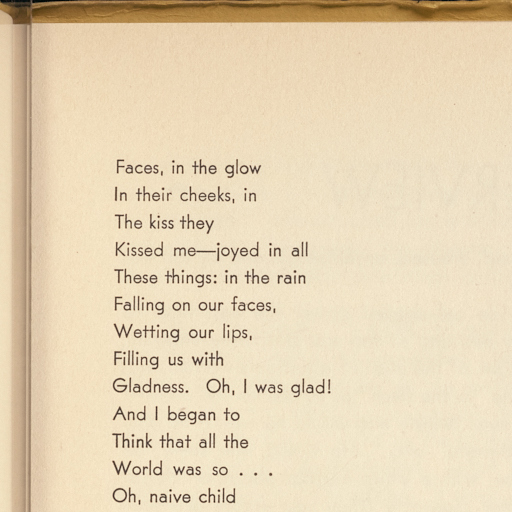 Faces, in the glow
In their cheeks, in
The kiss they
Kissed me—joyed in all
These things: in the rain
Falling on our faces,
Wetting our lips,
Filling us with
Gladness. Oh, I was glad!
And I began to
Think that all the
World was so . . .
Oh, naive child